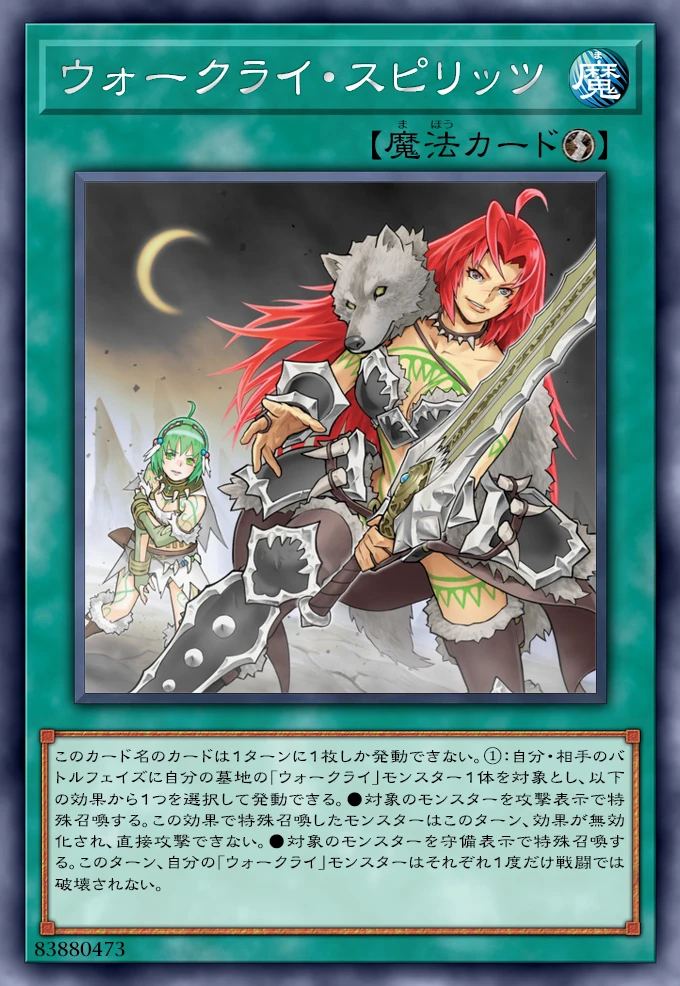 ウォークライ・スピリッツ
魔
ま
ま ほう
【魔法カード】
このカード名のカードは1ターンに1枚しか発動できない。①:自分・相手のバ
トルフェイズに自分の墓地の「ウォークライ」モンスター1体を対象とし、以下
の効果から1つを選択して発動できる。●対象のモンスターを攻撃表示で特
殊召喚する。この効果で特殊召喚したモンスターはこのターン、効果が無効
化され、直接攻撃できない。●対象のモンスターを守備表示で特殊召喚す
る。このターン、自分の「ウォークライ」モンスターはそれぞれ1度だけ戦闘では
破壊されない。
83880473